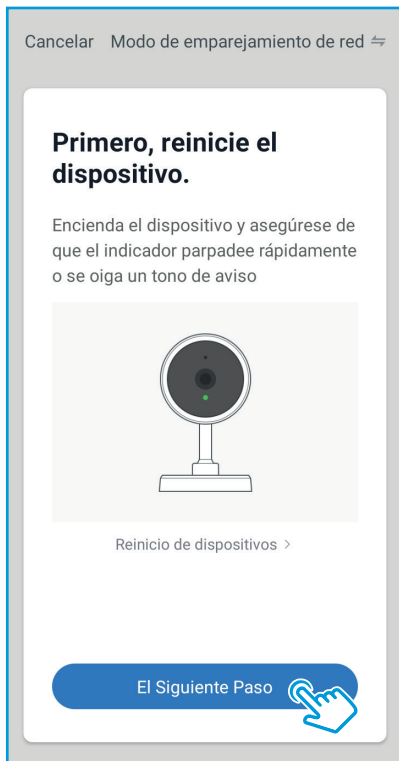 Cancelar Modo de emparejamiento de red ⇋
Primero, reinicie el
dispositivo.
Encienda el dispositivo y asegúrese de
que el indicador parpadee rápidamente
o se oiga un tono de aviso
Reinicio de dispositivos >
El Siguiente Paso